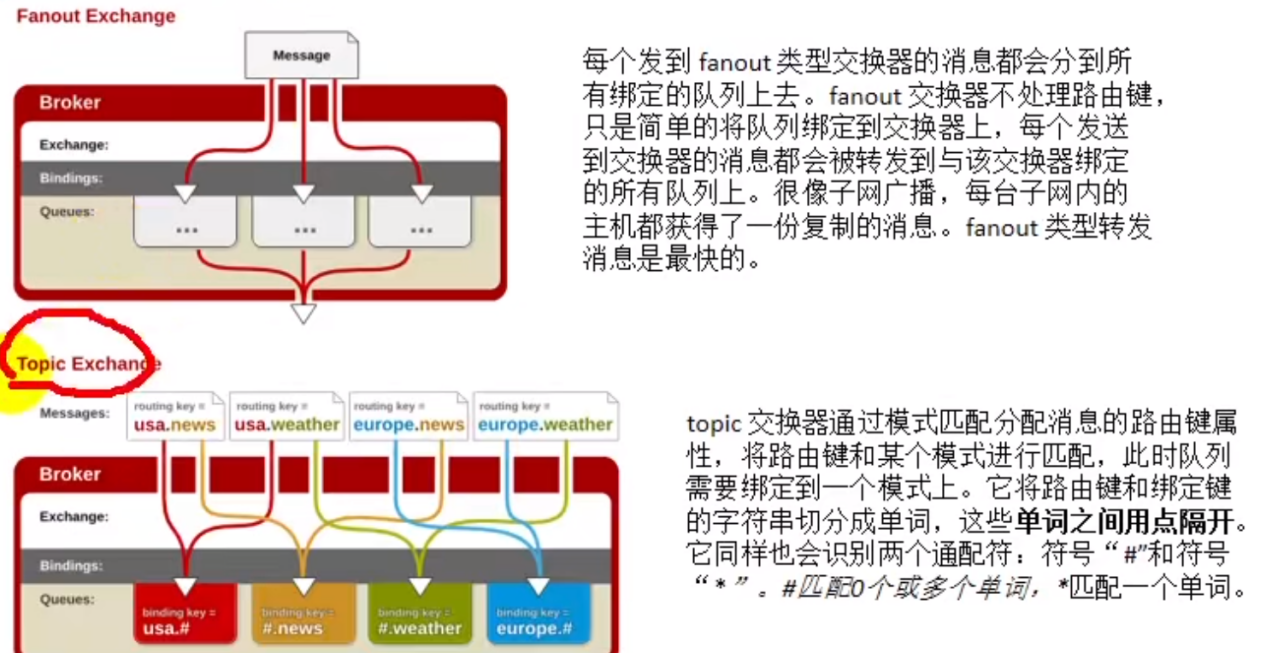 Fanout Exchange
Message
Broker
Exchange:
Bindings:
Queues:
...
...
...
每个发到 fanout 类型交换器的消息都会分到所
有绑定的队列上去。fanout 交换器不处理路由键，
只是简单的将队列绑定到交换器上，每个发送
到交换器的消息都会被转发到与该交换器绑定
的所有队列上。很像子网广播，每台子网内的
主机都获得了一份复制的消息。fanout 类型转发
消息是最快的。
Topic Exchange
Messages:
routing key =
usa.news
routing key =
usa.weather
routing key =
europe.news
routing key =
europe.weather
Broker
Exchange:
Bindings:
Queues:
binding key =
usa.#
binding key =
#.news
binding key =
#.weather
binding key =
europe.#
topic 交换器通过模式匹配分配消息的路由键属
性，将路由键和某个模式进行匹配，此时队列
需要绑定到一个模式上。它将路由键和绑定键
的字符串切分成单词，这些单词之间用点隔开。
它同样也会识别两个通配符：符号“#”和符号
“*”。#匹配0个或多个单词，*匹配一个单词。